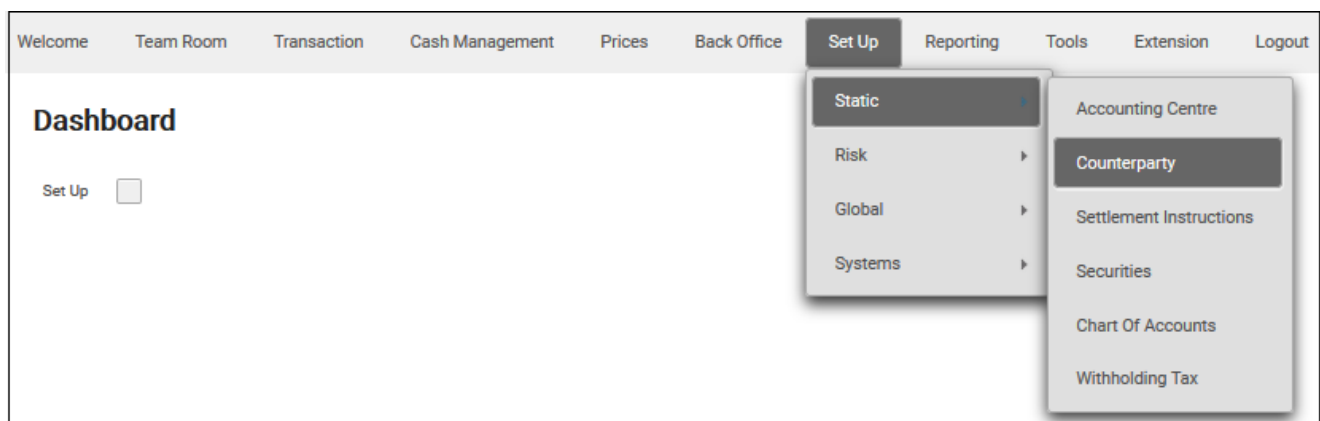 Welcome Team Room Transaction Cash Management Prices Back Office Set Up Reporting Tools Extension Logout
Dashboard
Set Up
Static
Risk
Global
Systems
Accounting Centre
Counterparty
Settlement Instructions
Securities
Chart Of Accounts
Withholding Tax